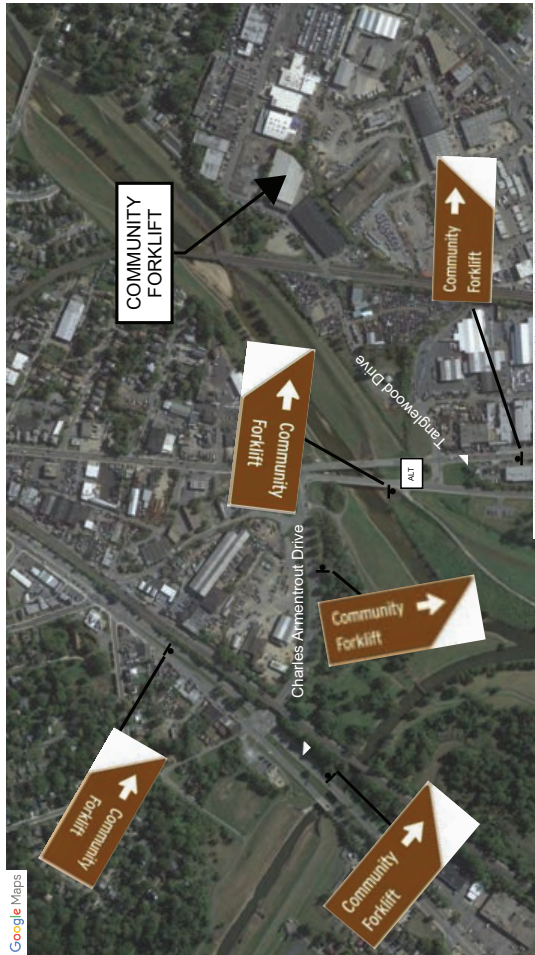 COMMUNITY
FORKLIFT
Community
Forklift
Community
Forklift
Tanglewood Drive
ALT
Charles Armentrout Drive
Community
Forklift
Community
Forklift
Community
Forklift
Google Maps